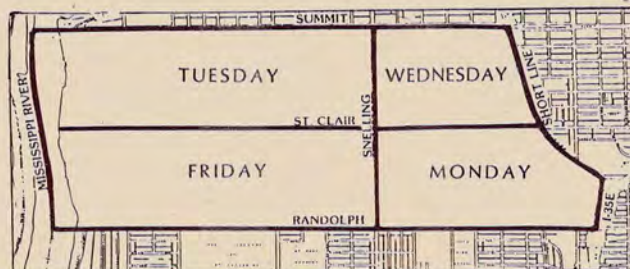 SUMMIT
TUESDAY
WEDNESDAY
SHORT LINE
MISSISSIPPI RIVER
ST. CLAIR
SNELLING
FRIDAY
MONDAY
RANDOLPH
I-35E